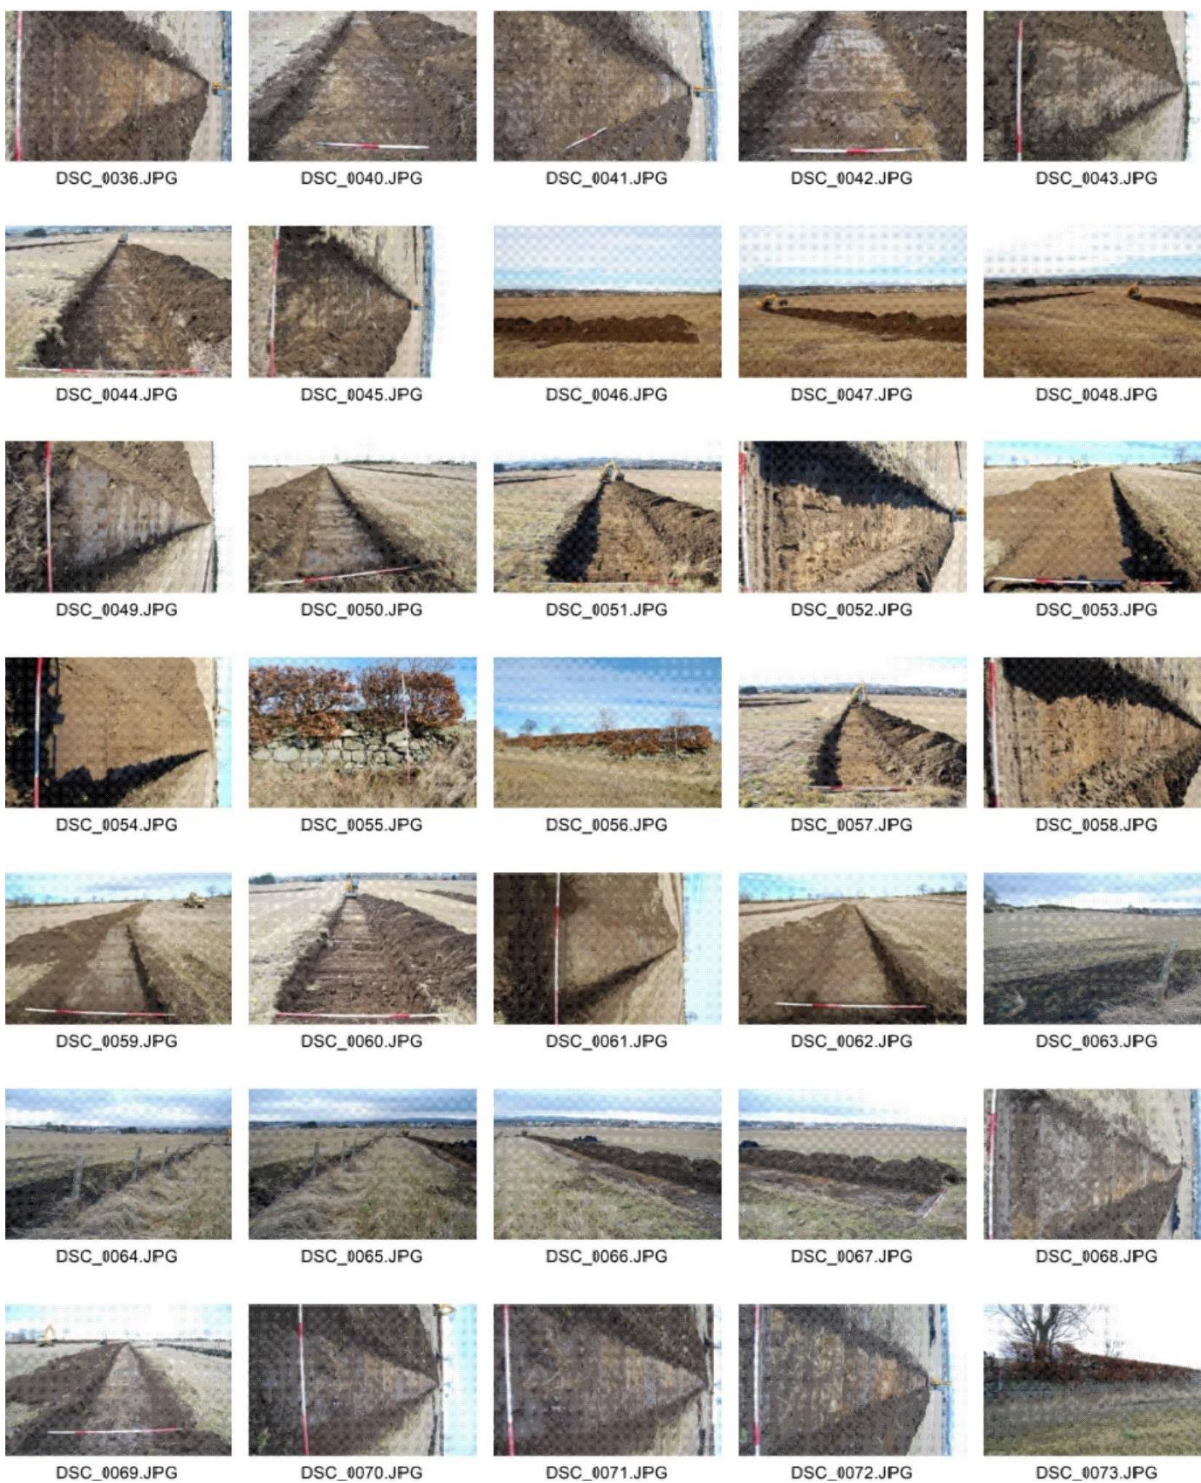 DSC_0036.JPG DSC_0040.JPG DSC_0041.JPG DSC_0042.JPG DSC_0043.JPG
DSC_0044.JPG DSC_0045.JPG DSC_0046.JPG DSC_0047.JPG DSC_0048.JPG
DSC_0049.JPG DSC_0050.JPG DSC_0051.JPG DSC_0052.JPG DSC_0053.JPG
DSC_0054.JPG DSC_0055.JPG DSC_0056.JPG DSC_0057.JPG DSC_0058.JPG
DSC_0059.JPG DSC_0060.JPG DSC_0061.JPG DSC_0062.JPG DSC_0063.JPG
DSC_0064.JPG DSC_0065.JPG DSC_0066.JPG DSC_0067.JPG DSC_0068.JPG
DSC_0069.JPG DSC_0070.JPG DSC_0071.JPG DSC_0072.JPG DSC_0073.JPG